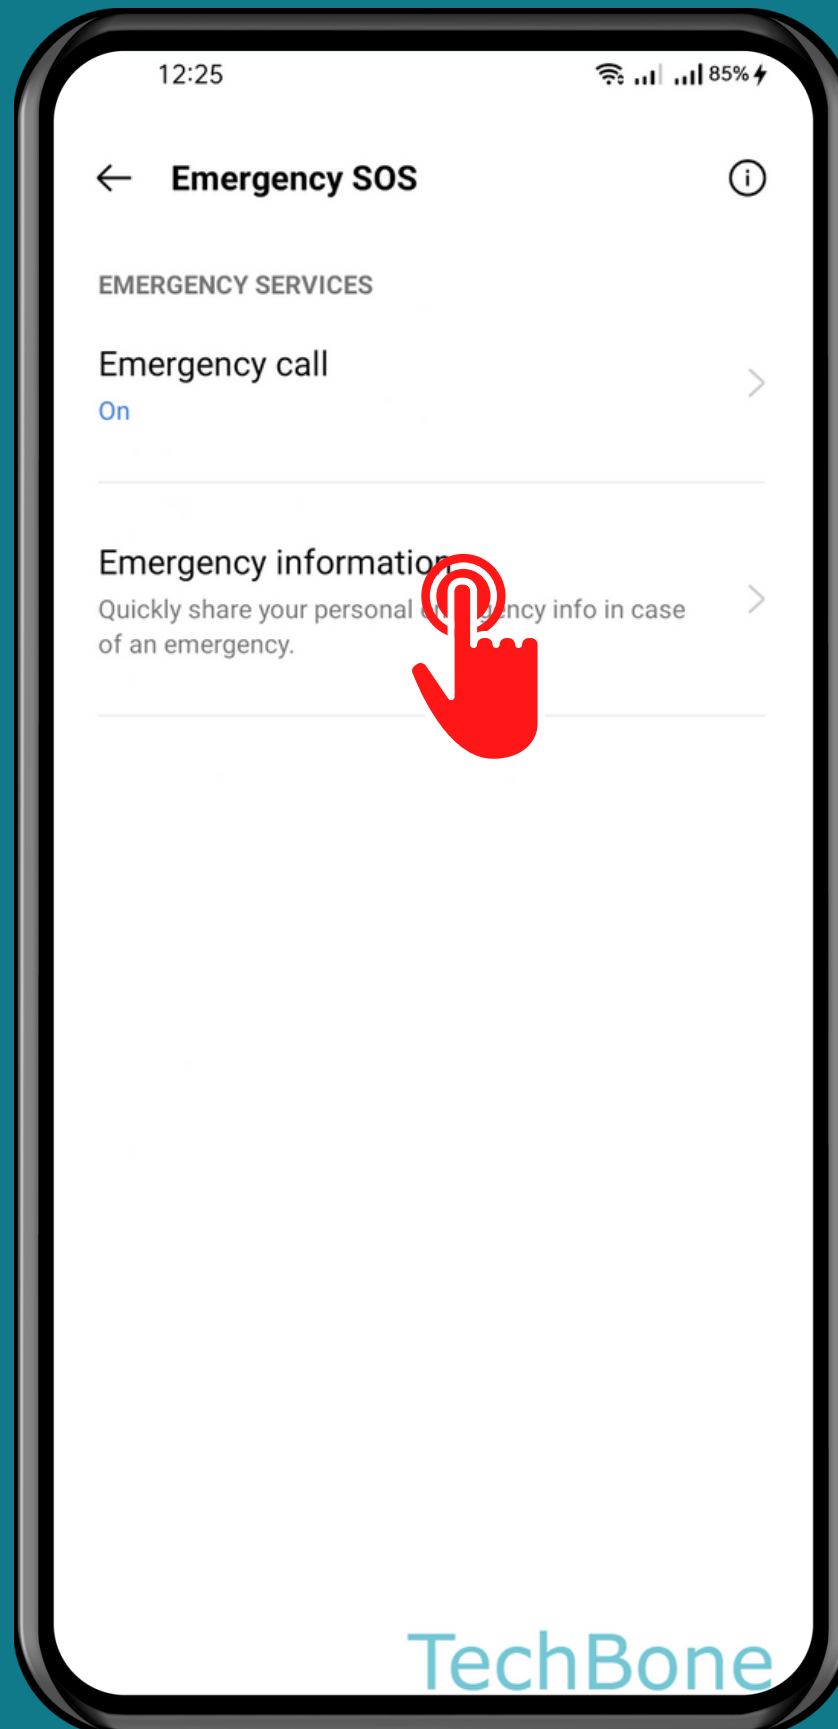 12:25
85%
Emergency SOS
EMERGENCY SERVICES
Emergency call
On
Emergency information
Quickly share your personal emergency info in case
of an emergency.
TechBone